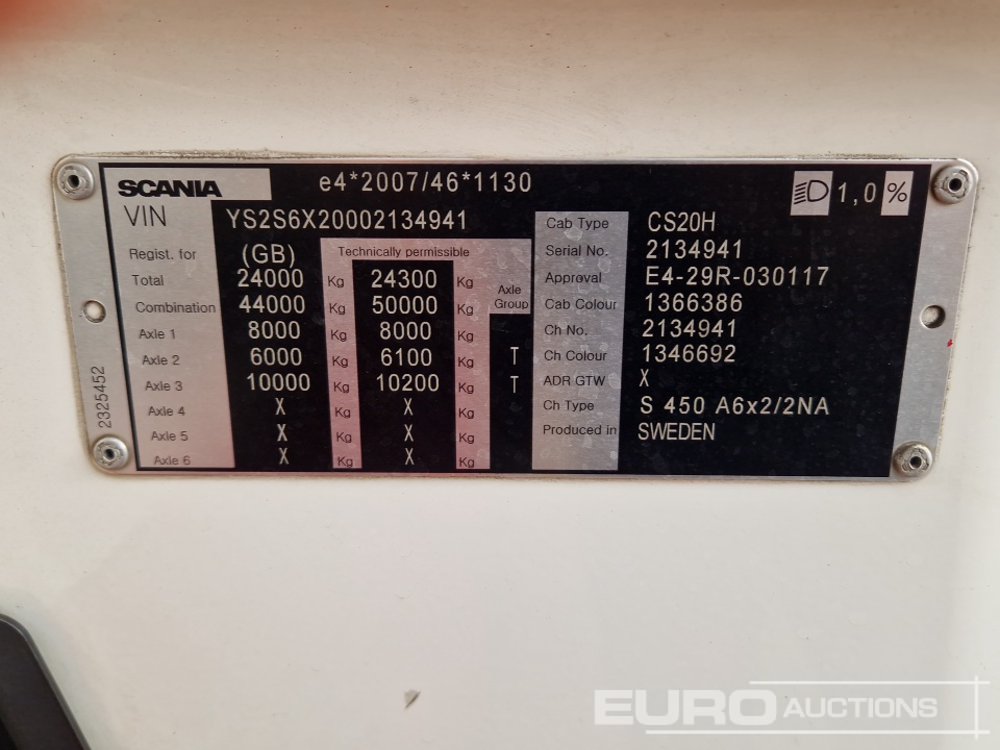 SCANIA e4*2007/46*1130 1,0 %
VIN YS2S6X20002134941
Regist. for (GB) Technically permissible
Total 24000 Kg 24300 Kg Axle Group
Combination 44000 Kg 50000 Kg
Axle 1 8000 Kg 8000 Kg
Axle 2 6000 Kg 6100 Kg T
Axle 3 10000 Kg 10200 Kg T
Axle 4 X Kg X Kg
Axle 5 X Kg X Kg
Axle 6 X Kg X Kg
Cab Type CS20H
Serial No. 2134941
Approval E4-29R-030117
Cab Colour 1366386
Ch No. 2134941
Ch Colour 1346692
ADR GTW X
Ch Type S 450 A6x2/2NA
Produced in SWEDEN
2325452
EURO AUCTIONS